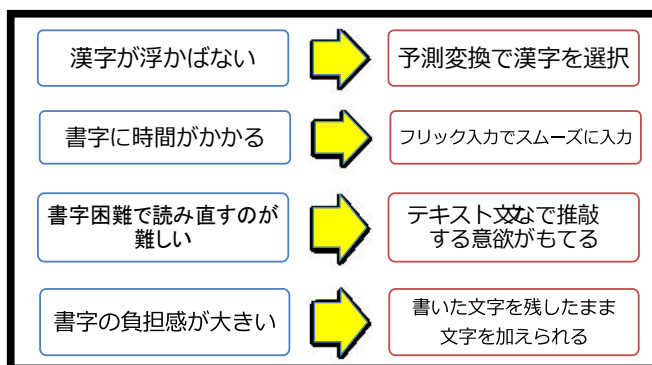 漢字が浮かばない
予測変換で漢字を選択
書字に時間がかかる
フリック入力でスムーズに入力
書字困難で読み直すのが
難しい
テキスト文なで推敲
する意欲がもてる
書字の負担感が大きい
書いた文字を残したまま
文字を加えられる